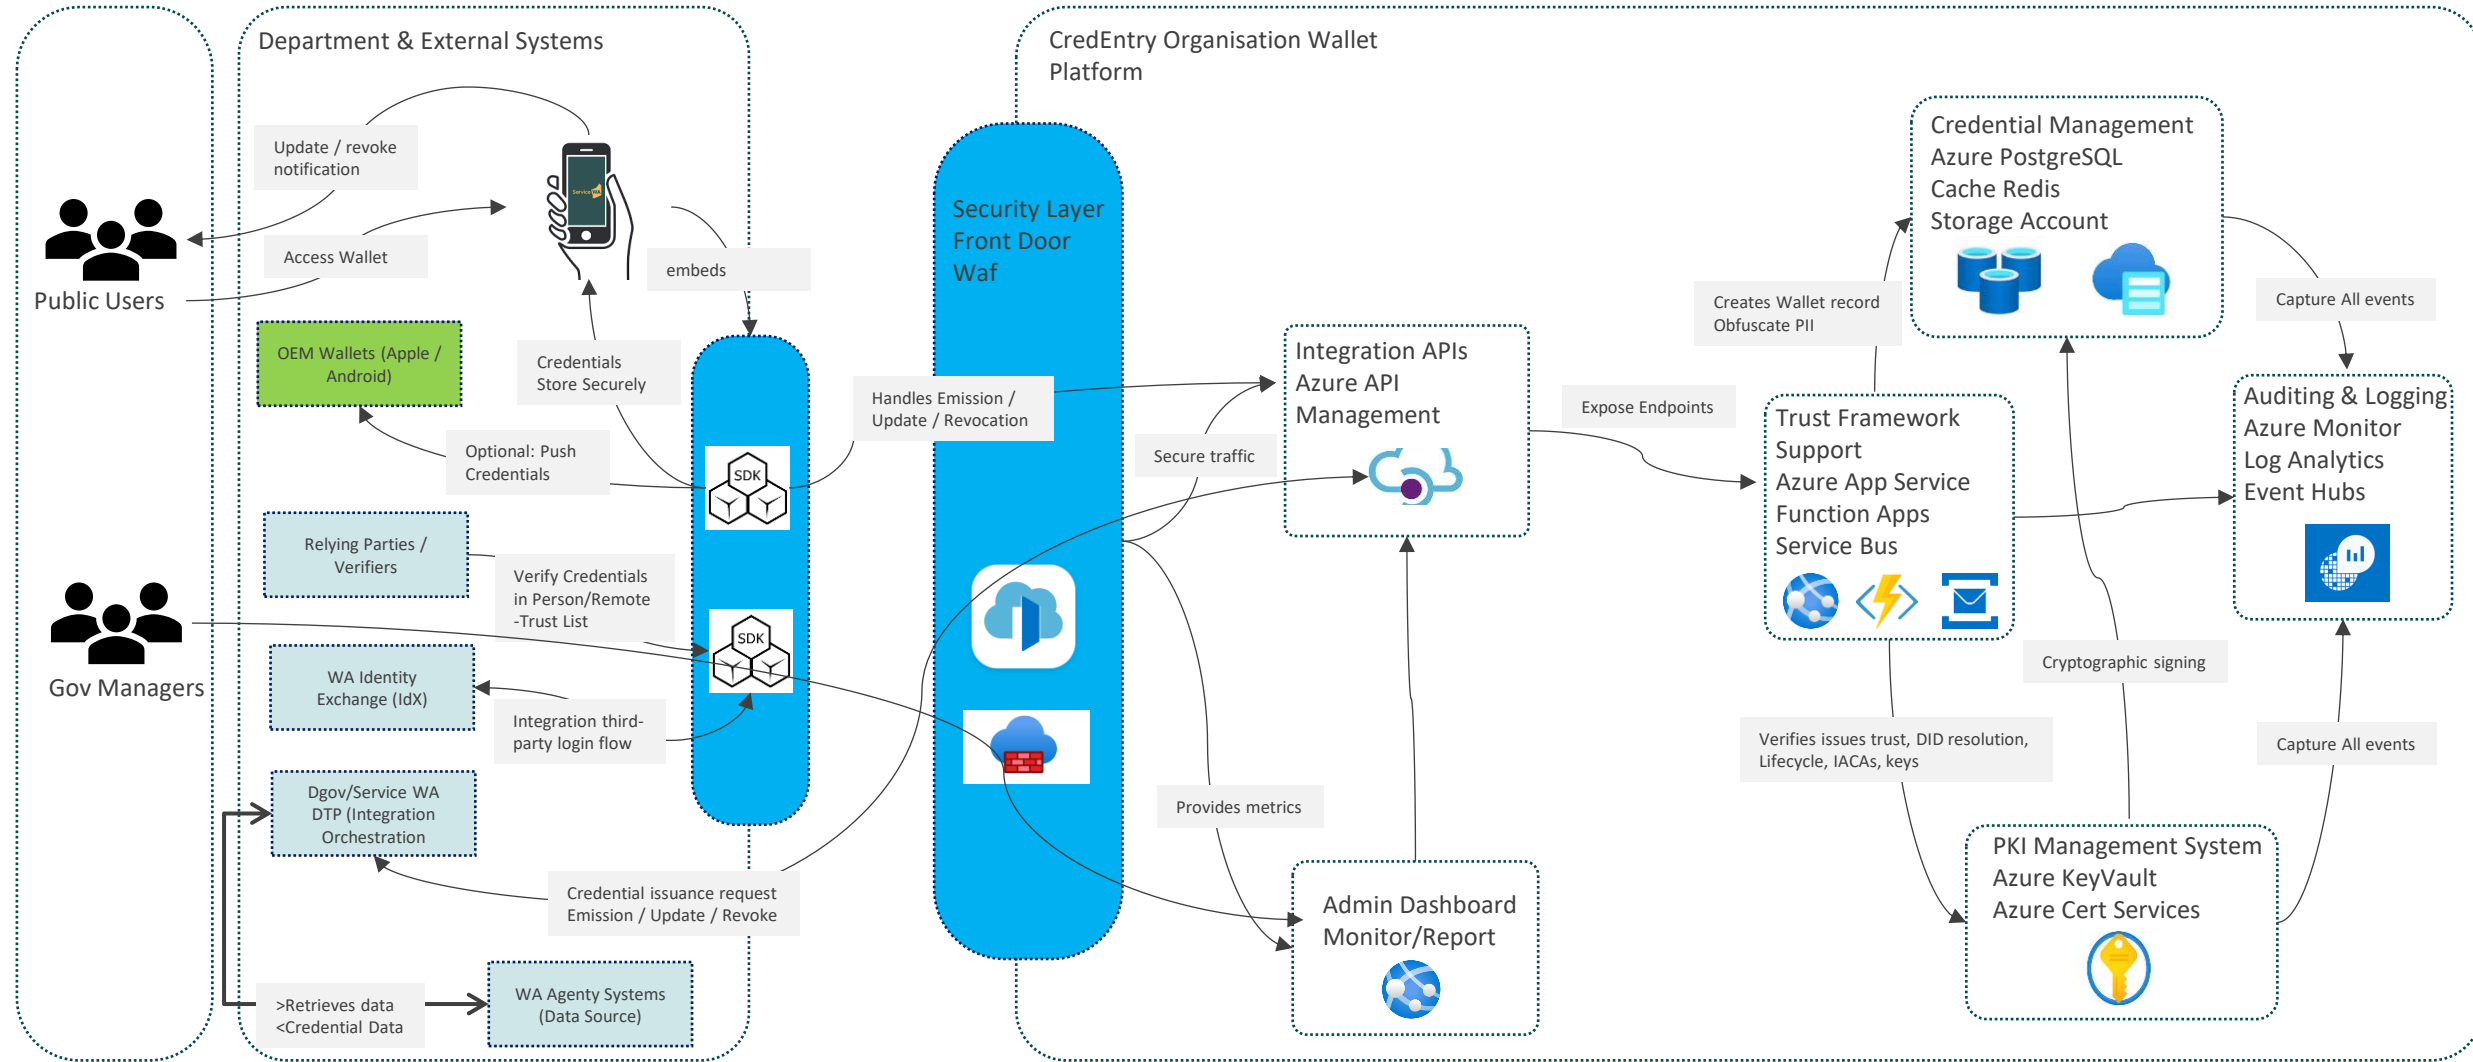 Department & External Systems
CredEntry Organisation Wallet
Platform
Update / revoke
notification
Access Wallet
Public Users
ServiceWA
embeds
OEM Wallets (Apple /
Android)
Credentials
Store Securely
Optional: Push
Credentials
SDK
Handles Emission /
Update / Revocation
Relying Parties /
Verifiers
Verify Credentials
in Person/Remote
-Trust List
SDK
Gov Managers
WA Identity
Exchange (IdX)
Integration third-
party login flow
Dgov/Service WA
DTP (Integration
Orchestration
Credential issuance request
Emission / Update / Revoke
>Retrieves data
<Credential Data
WA Agenty Systems
(Data Source)
Security Layer
Front Door
Waf
Secure traffic
Provides metrics
Integration APIs
Azure API
Management
Expose Endpoints
Admin Dashboard
Monitor/Report
Creates Wallet record
Obfuscate PII
Credential Management
Azure PostgreSQL
Cache Redis
Storage Account
Capture All events
Trust Framework
Support
Azure App Service
Function Apps
Service Bus
Auditing & Logging
Azure Monitor
Log Analytics
Event Hubs
Cryptographic signing
Verifies issues trust, DID resolution,
Lifecycle, IACAs, keys
Capture All events
PKI Management System
Azure KeyVault
Azure Cert Services